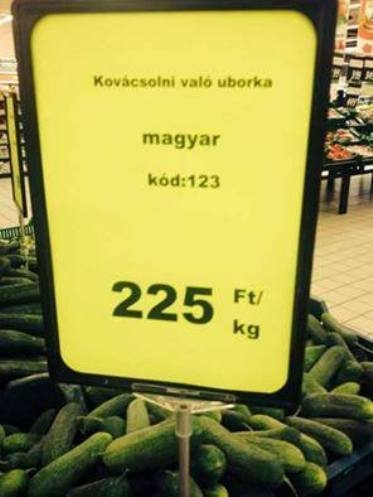 Kovácsolni való uborka
magyar
kód:123
225 Ft/
kg